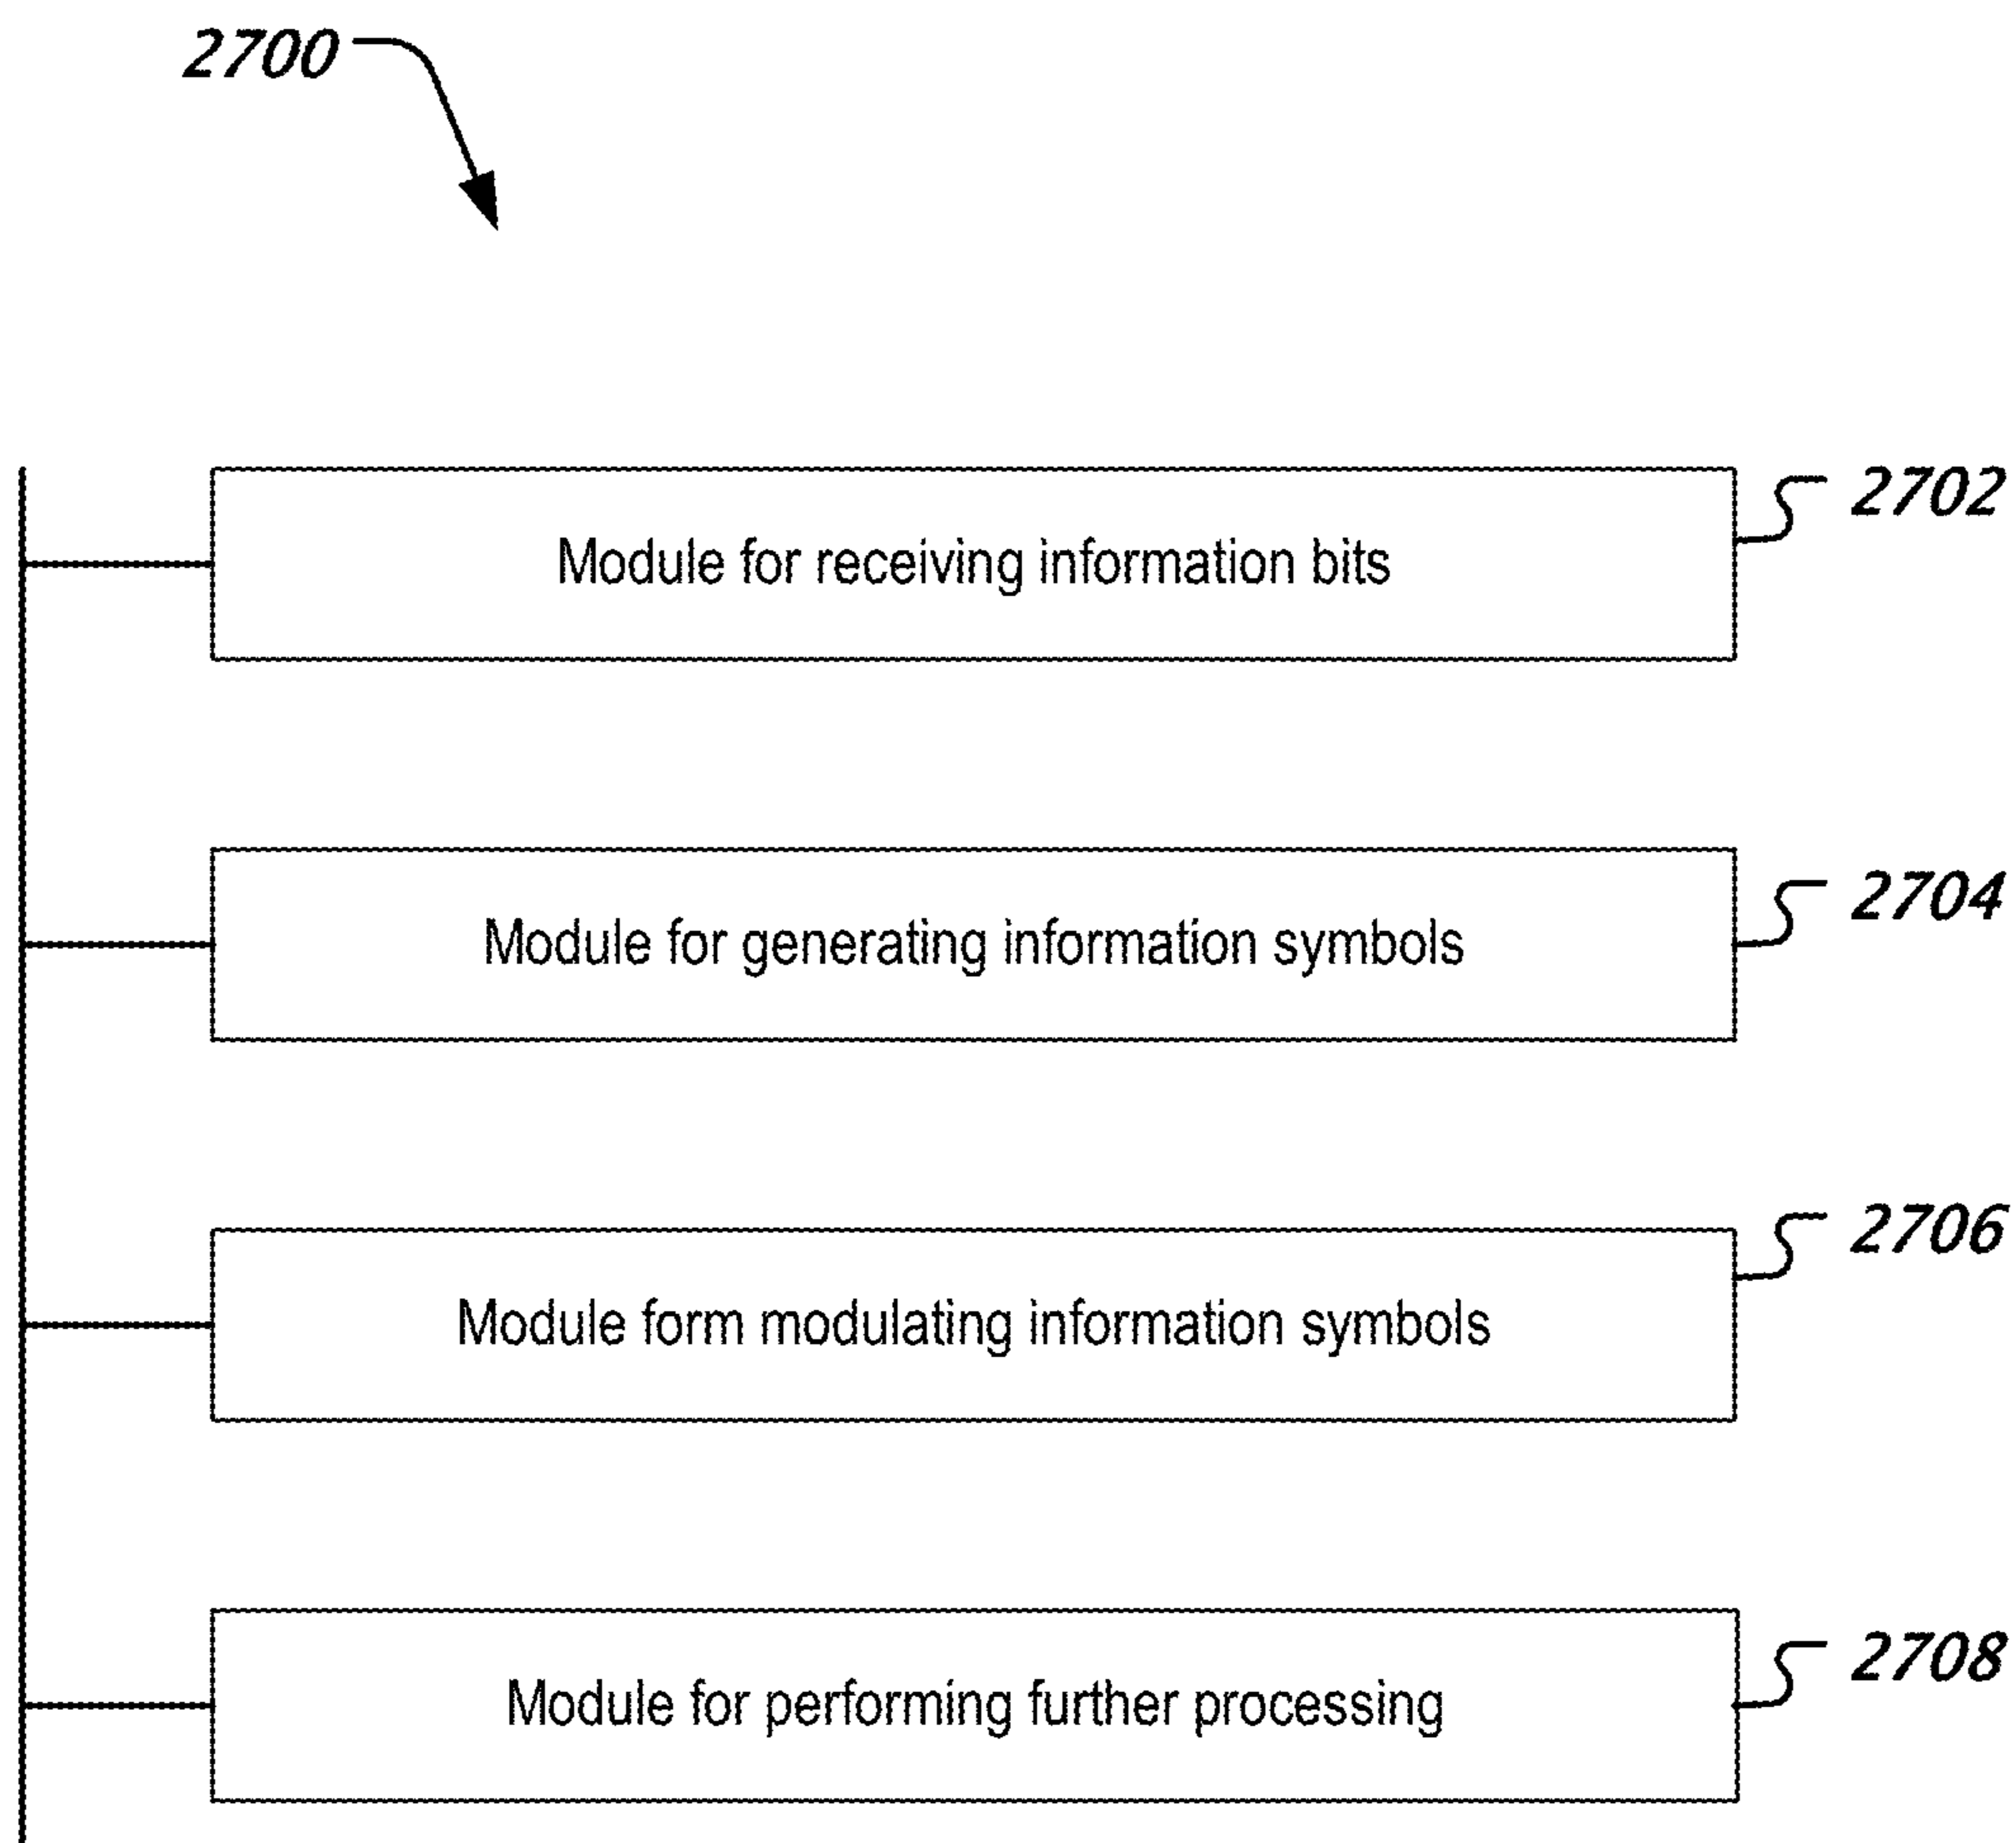 2700
Module for receiving information bits
2702
Module for generating information symbols
2704
Module form modulating information symbols
2706
Module for performing further processing
2708